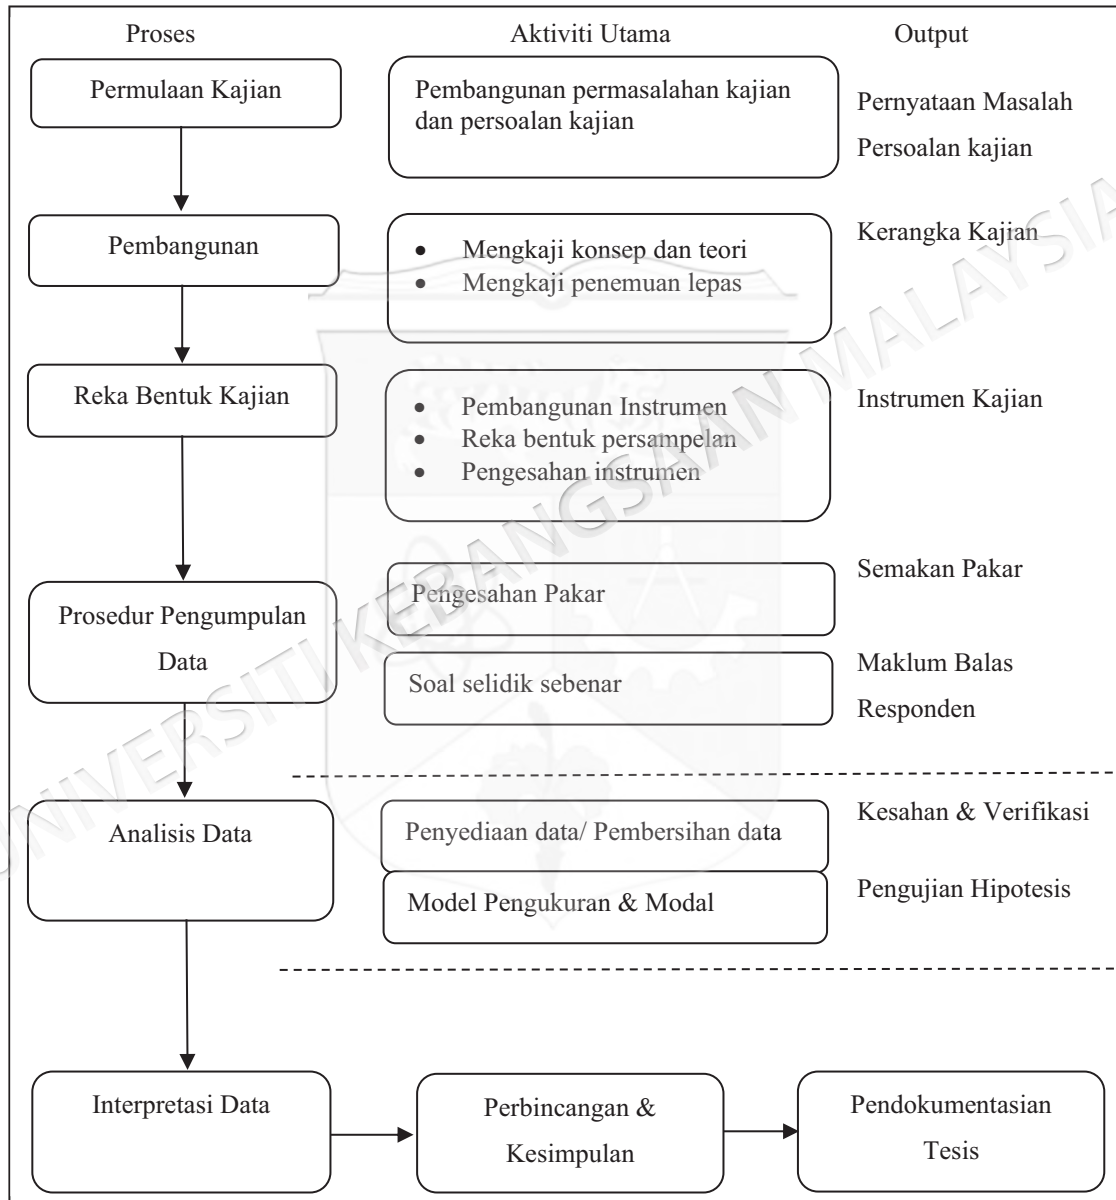 Proses Aktiviti Utama Output
Permulaan Kajian
Pembangunan permasalahan kajian
dan persoalan kajian
Pernyataan Masalah
Persoalan kajian
Pembangunan
• Mengkaji konsep dan teori
• Mengkaji penemuan lepas
Kerangka Kajian
Reka Bentuk Kajian
• Pembangunan Instrumen
• Reka bentuk persampelan
• Pengesahan instrumen
Instrumen Kajian
Prosedur Pengumpulan
Data
Pengesahan Pakar
Semakan Pakar
Soal selidik sebenar
Maklum Balas
Responden
Analisis Data
Penyediaan data/ Pembersihan data
Kesahan & Verifikasi
Model Pengukuran & Modal
Pengujian Hipotesis
Interpretasi Data
Perbincangan &
Kesimpulan
Pendokumentasian
Tesis
UNIVERSITI KEBANGSAAN MALAYSIA